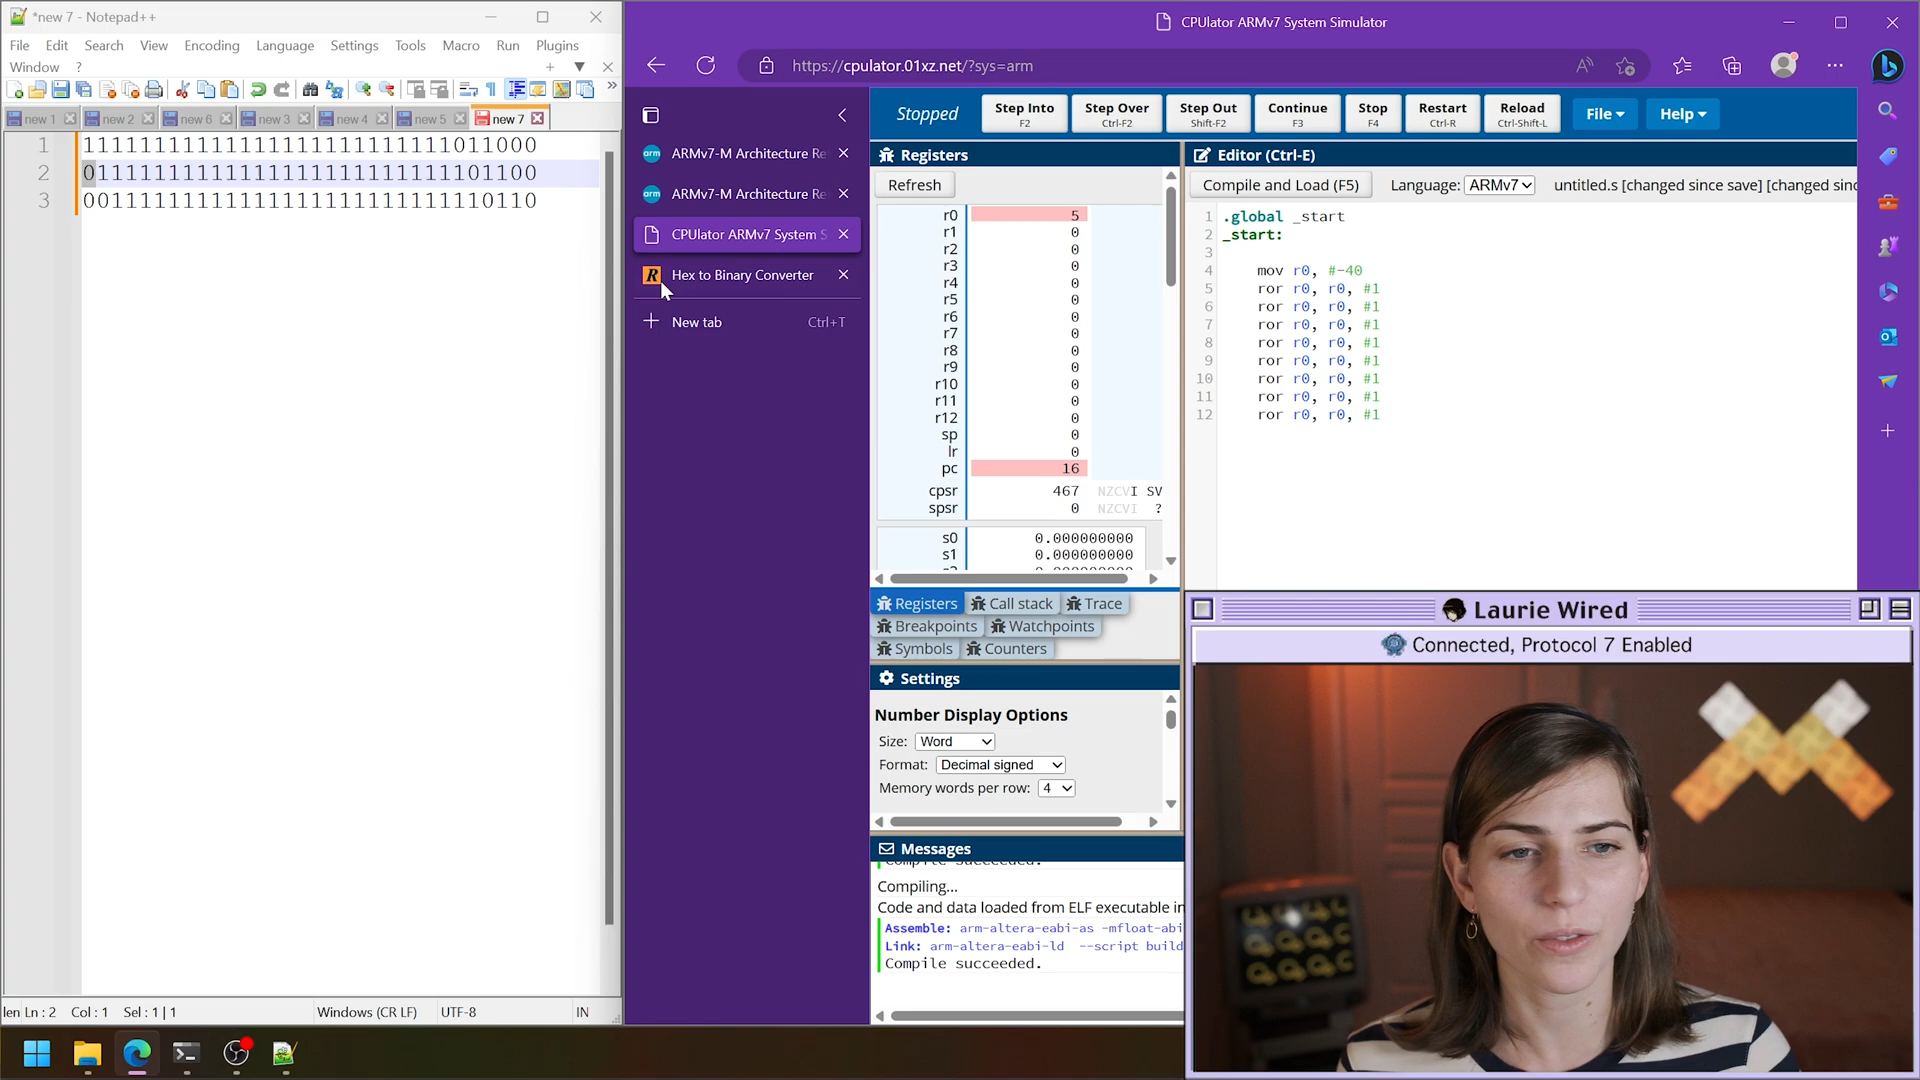 *new 7 - Notepad++
File Edit Search View Encoding Language Settings Tools Macro Run Plugins
Window ?
new 1 new 2 new 6 new 3 new 4 new 5 new 7
1 11111111111111111111111111011000
2 01111111111111111111111111101100
3 00111111111111111111111111110110
len Ln : 2 Col : 1 Sel : 1 | 1 Windows (CR LF) UTF-8 IN
CPUlator ARMv7 System Simulator
https://cpulator.01xz.net/?sys=arm
ARMv7-M Architecture Re
ARMv7-M Architecture Re
CPUlator ARMv7 System S
Hex to Binary Converter
New tab Ctrl+T
Stopped
Step Into F2
Step Over Ctrl-F2
Step Out Shift-F2
Continue F3
Stop F4
Restart Ctrl-R
Reload Ctrl-Shift-L
File
Help
Registers
Refresh
r0 5
r1 0
r2 0
r3 0
r4 0
r5 0
r6 0
r7 0
r8 0
r9 0
r10 0
r11 0
r12 0
sp 0
lr 0
pc 16
cpsr 467 NZCVI SV
spsr 0 NZCVI ?
s0 0.000000000
s1 0.000000000
Registers Call stack Trace
Breakpoints Watchpoints
Symbols Counters
Settings
Number Display Options
Size: Word
Format: Decimal signed
Memory words per row: 4
Messages
Compile succeeded.
Compiling...
Code and data loaded from ELF executable in
Assemble: arm-altera-eabi-as -mfloat-abi
Link: arm-altera-eabi-ld --script build
Compile succeeded.
Editor (Ctrl-E)
Compile and Load (F5) Language: ARMv7 untitled.s [changed since save] [changed sinc
1 .global _start
2 _start:
3
4 mov r0, #-40
5 ror r0, r0, #1
6 ror r0, r0, #1
7 ror r0, r0, #1
8 ror r0, r0, #1
9 ror r0, r0, #1
10 ror r0, r0, #1
11 ror r0, r0, #1
12 ror r0, r0, #1
Laurie Wired
Connected, Protocol 7 Enabled